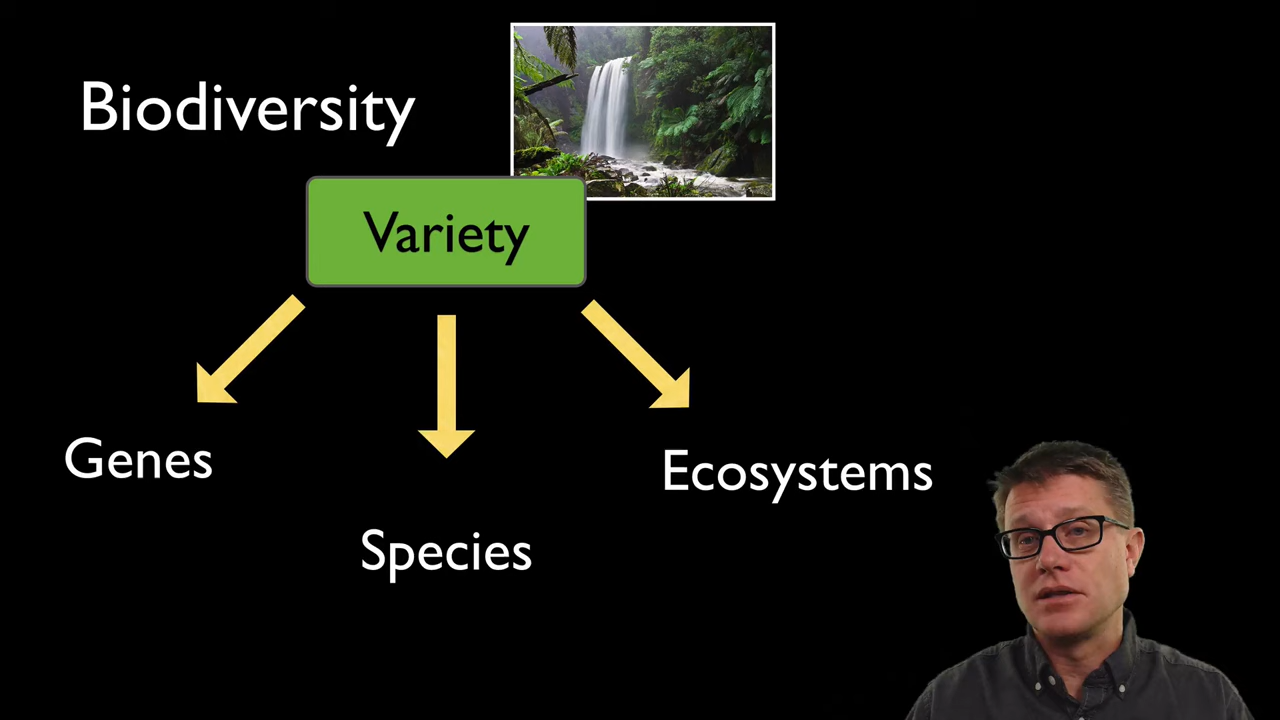 Biodiversity
Variety
Genes
Species
Ecosystems